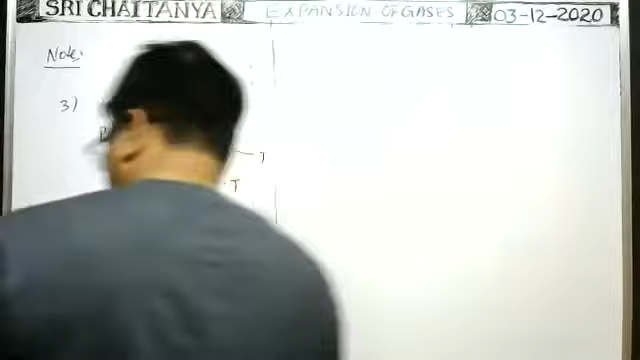 SRI CHAITANYA EXPANSION OF GASES 03-12-2020
Note:
3)
T
T